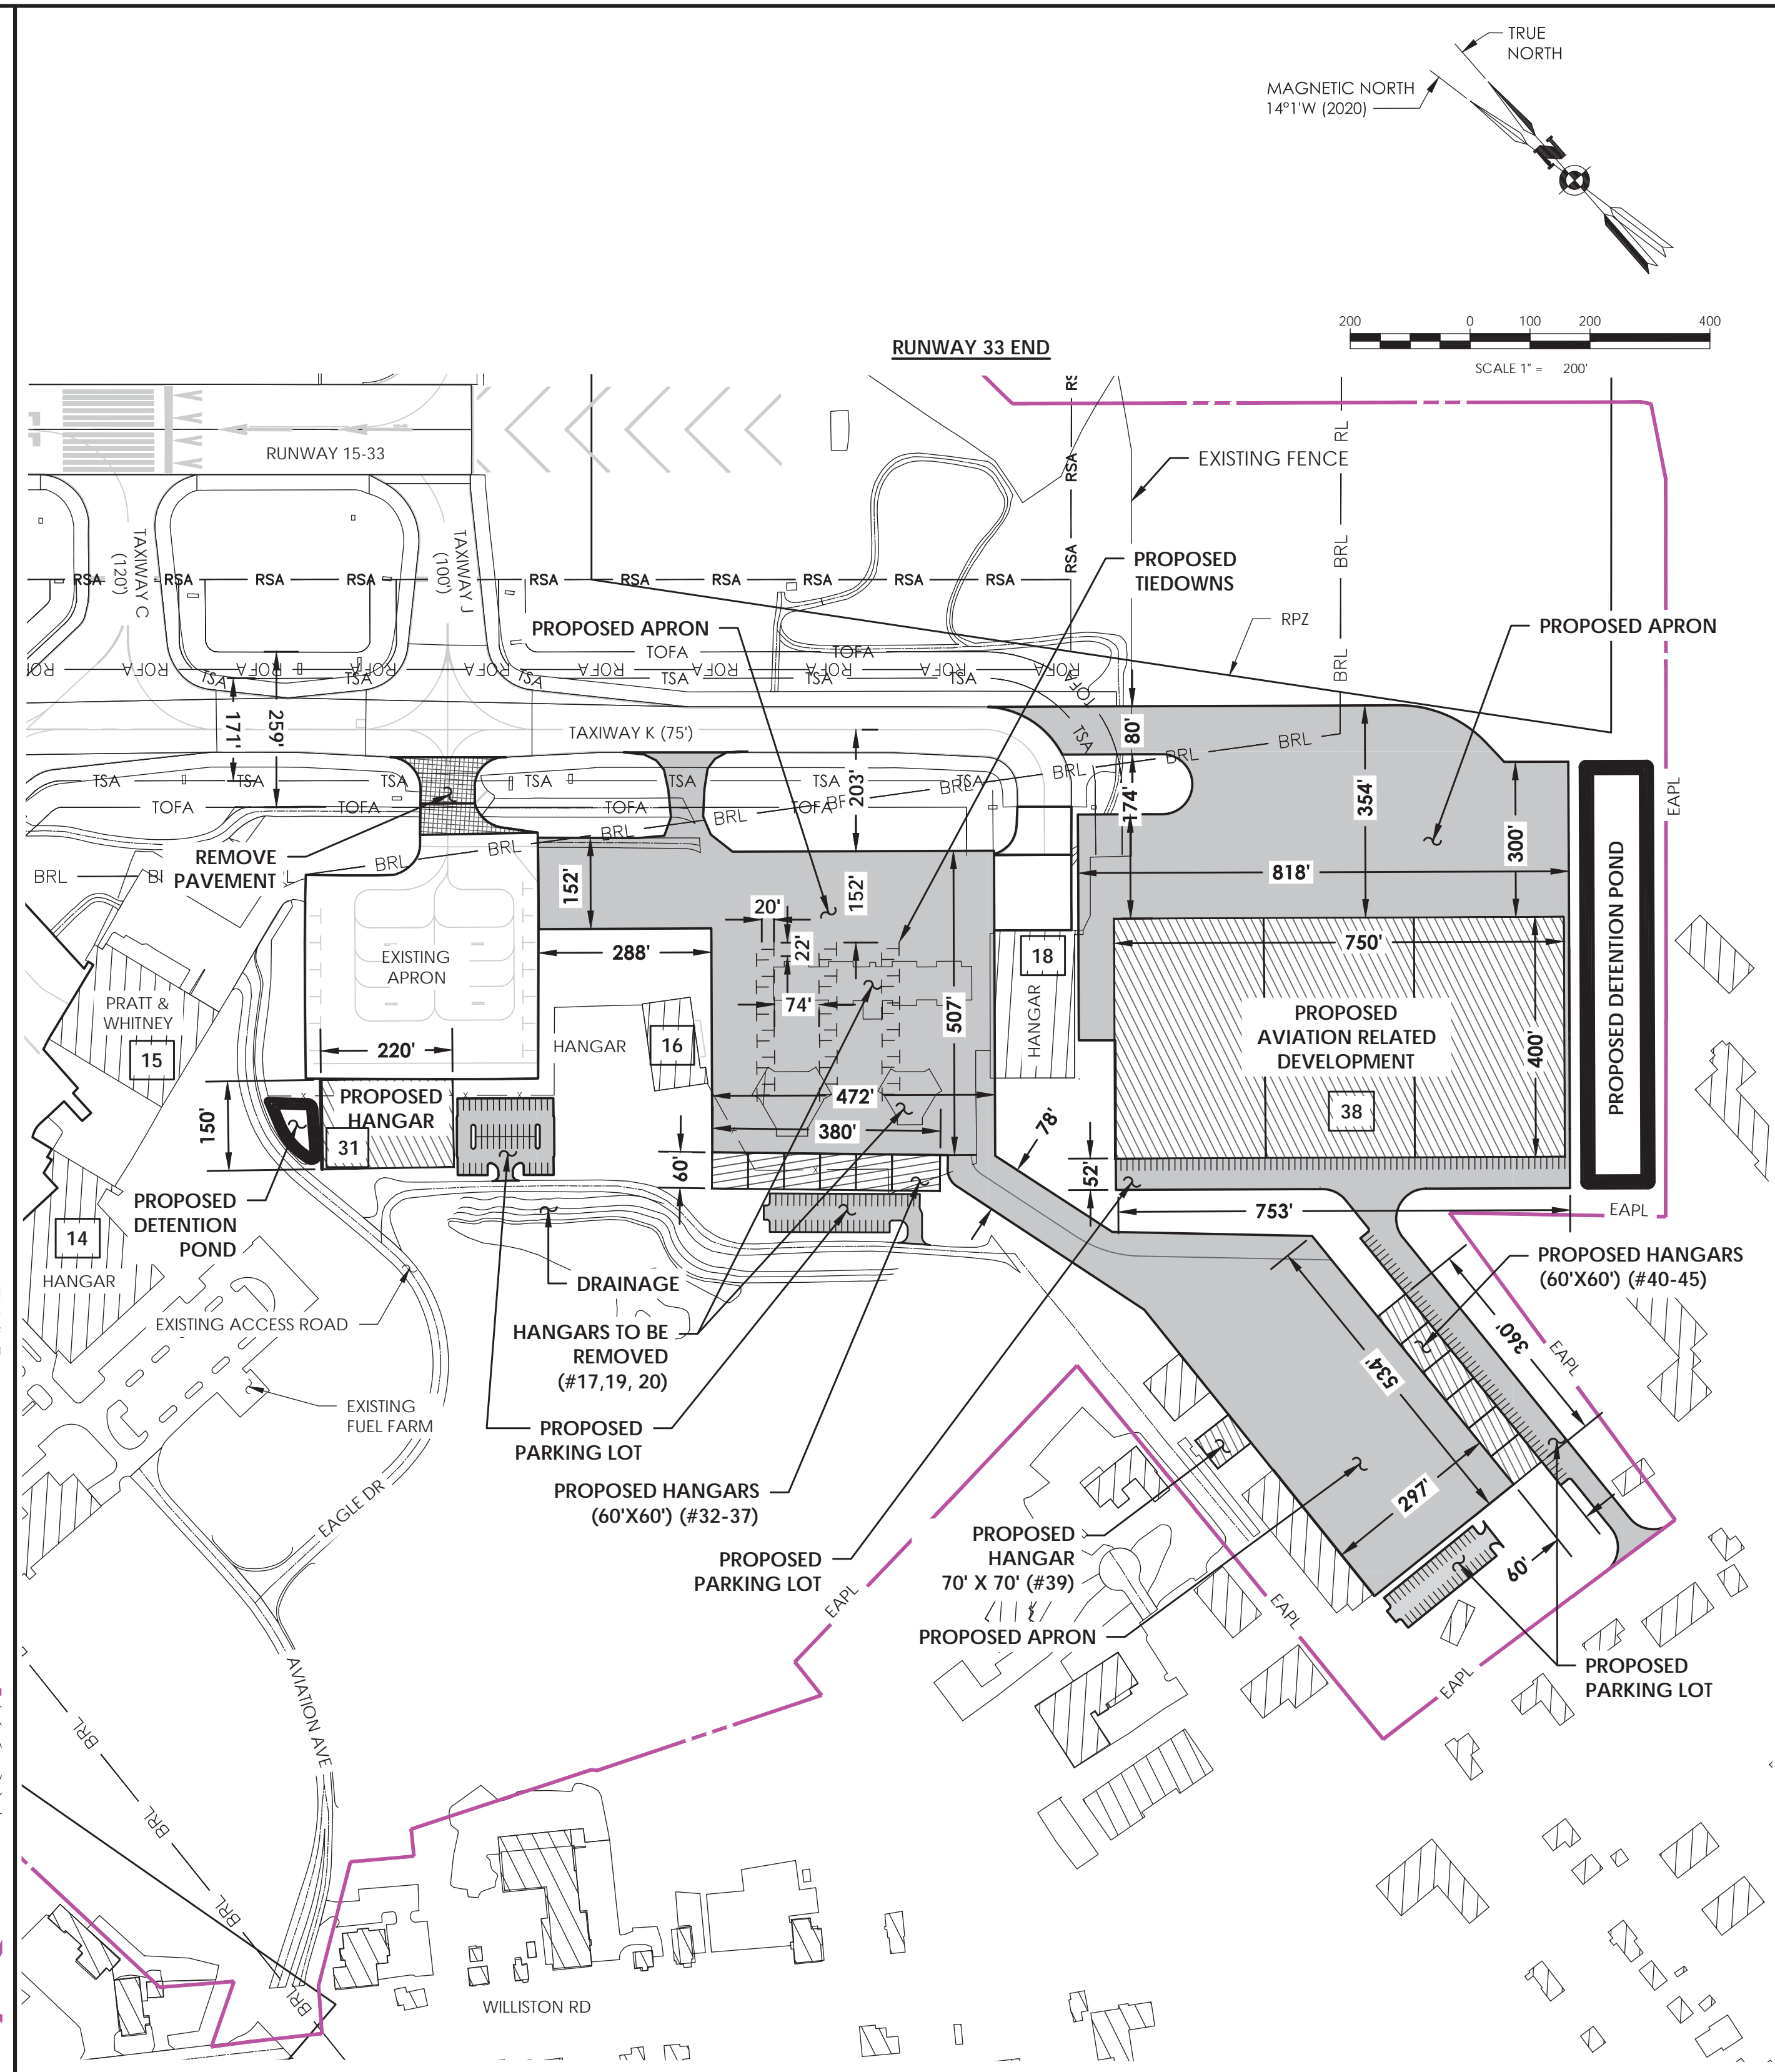 TRUE
NORTH
MAGNETIC NORTH
14°1'W (2020)
N
200 0 100 200 400
SCALE 1" = 200'
RUNWAY 33 END
RUNWAY 15-33
EXISTING FENCE
RL
BRL
BRL
RS
RSA
RSA
TAXIWAY C
(120')
TAXIWAY J
(100')
PROPOSED
TIEDOWNS
RSA RSA RSA RSA RSA RSA RSA RSA RSA RSA
RPZ
PROPOSED APRON
PROPOSED APRON
TOFA TOFA
ROFA ROFA ROFA ROFA ROFA ROFA ROFA ROFA ROFA ROFA
TSA TSA TSA TSA TSA TSA
TOFA
TSA
171'
259'
TAXIWAY K (75')
203'
80'
174'
354'
300'
BRL BRL BRL
EAPL
TSA TSA TSA TSA TSA TSA TSA
TOFA TOFA TOFA TOFA
BRL BRL BRL BRL BRL
REMOVE
PAVEMENT
BRL
152'
20'
152'
22'
818'
288'
18
750'
EXISTING
APRON
74'
507'
PRATT &
WHITNEY
15
HANGAR
16
HANGAR
PROPOSED
AVIATION RELATED
DEVELOPMENT
400'
38
PROPOSED DETENTION POND
220'
150'
PROPOSED
HANGAR
31
472'
380'
78'
60'
52'
753'
EAPL
PROPOSED
DETENTION
POND
14
HANGAR
DRAINAGE
PROPOSED HANGARS
(60'X60') (#40-45)
EXISTING ACCESS ROAD
HANGARS TO BE
REMOVED
(#17,19, 20)
360'
EAPL
534'
EXISTING
FUEL FARM
PROPOSED
PARKING LOT
PROPOSED HANGARS
(60'X60') (#32-37)
EAGLE DR
297'
PROPOSED
PARKING LOT
PROPOSED
HANGAR
70' X 70' (#39)
60'
EAPL
EAPL
PROPOSED APRON
EAPL
PROPOSED
PARKING LOT
AVIATION AVE
BRL
BRL
BRL
BRL
WILLISTON RD